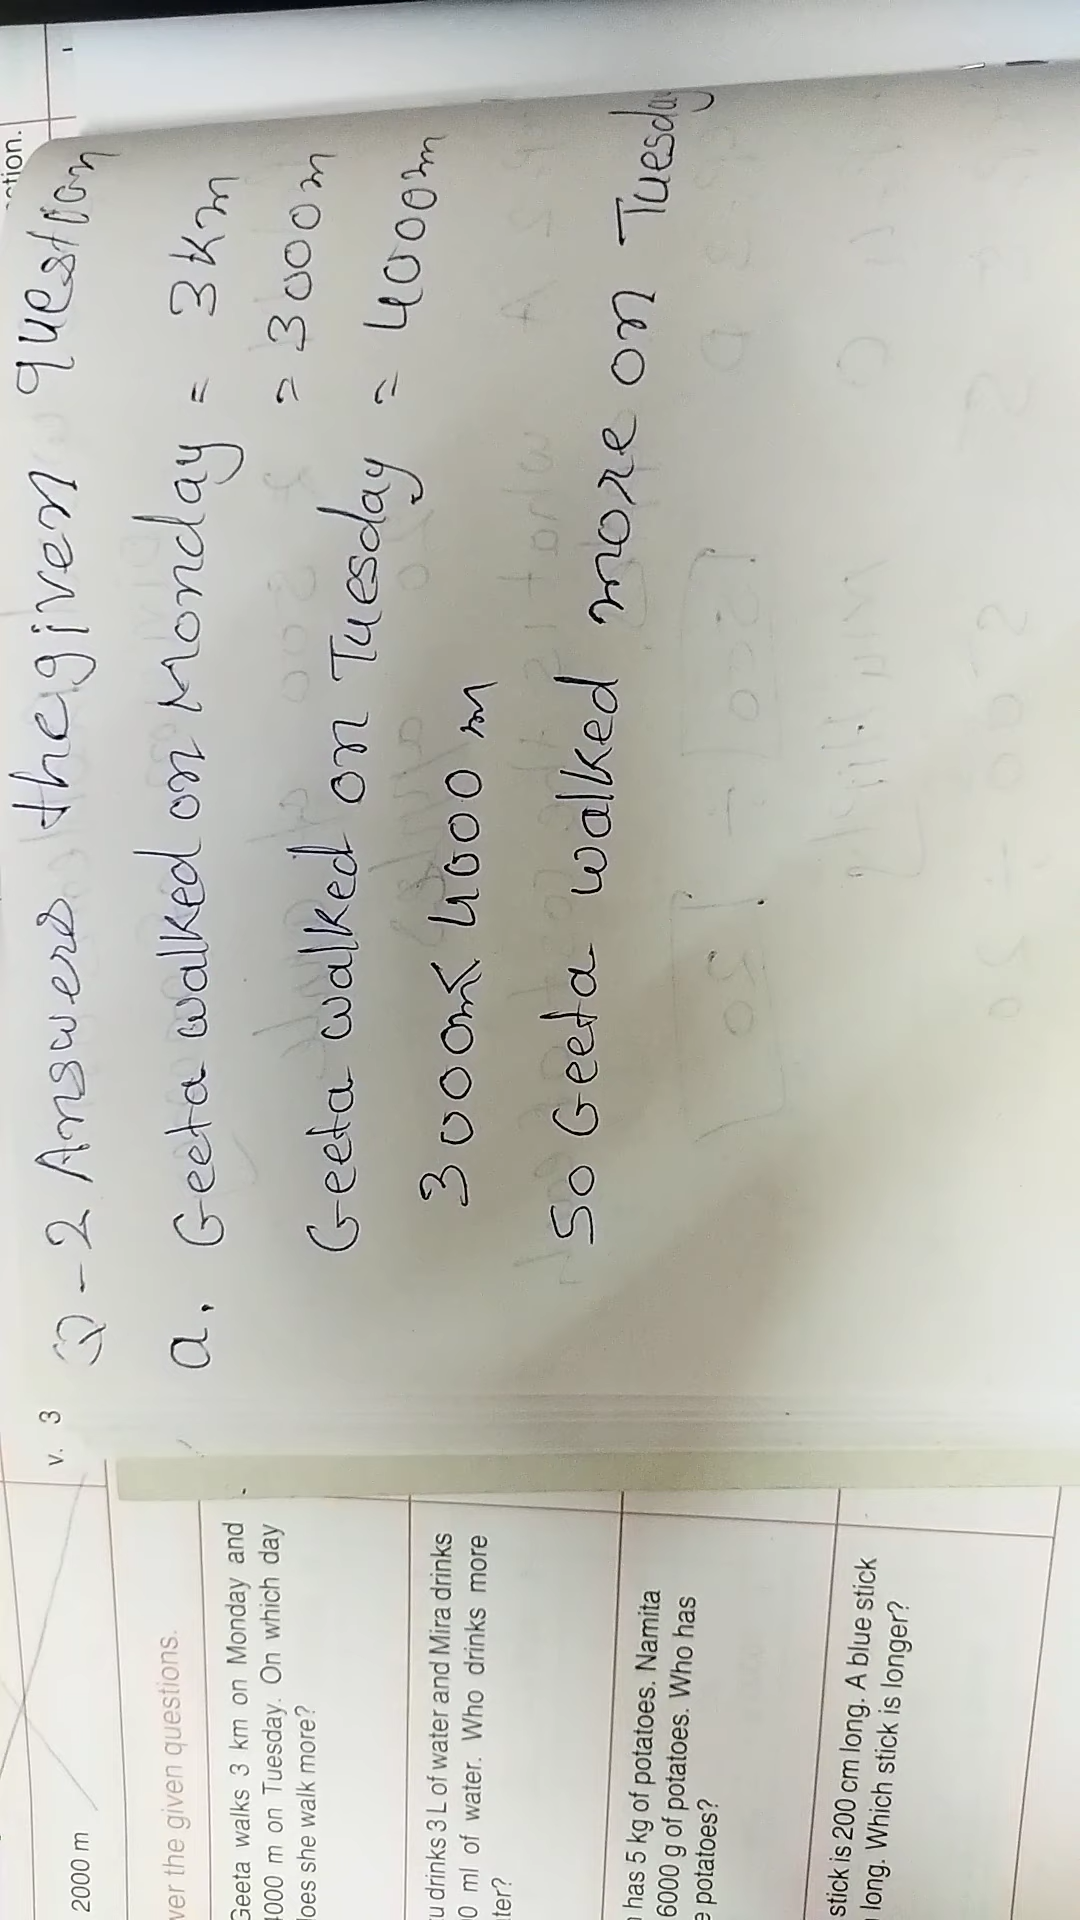 2000 m
v. 3
Q-2 Answers the given question
a. Geeta walked on Monday = 3 Km
= 3000m
Geeta walked on Tuesday = 4000m
3000m < 4000 m
So Geeta walked more on Tuesday
the given questions.
Geeta walks 3 km on Monday and
4000 m on Tuesday. On which day
does she walk more?
drinks 3 L of water and Mira drinks
ml of water. Who drinks more
has 5 kg of potatoes. Namita
6000 g of potatoes. Who has
potatoes?
stick is 200 cm long. A blue stick
long. Which stick is longer?